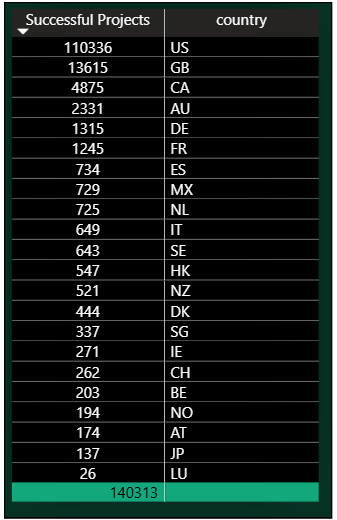 Successful Projects country
110336 US
13615 GB
4875 CA
2331 AU
1315 DE
1245 FR
734 ES
729 MX
725 NL
649 IT
643 SE
547 HK
521 NZ
444 DK
337 SG
271 IE
262 CH
203 BE
194 NO
174 AT
137 JP
26 LU
140313